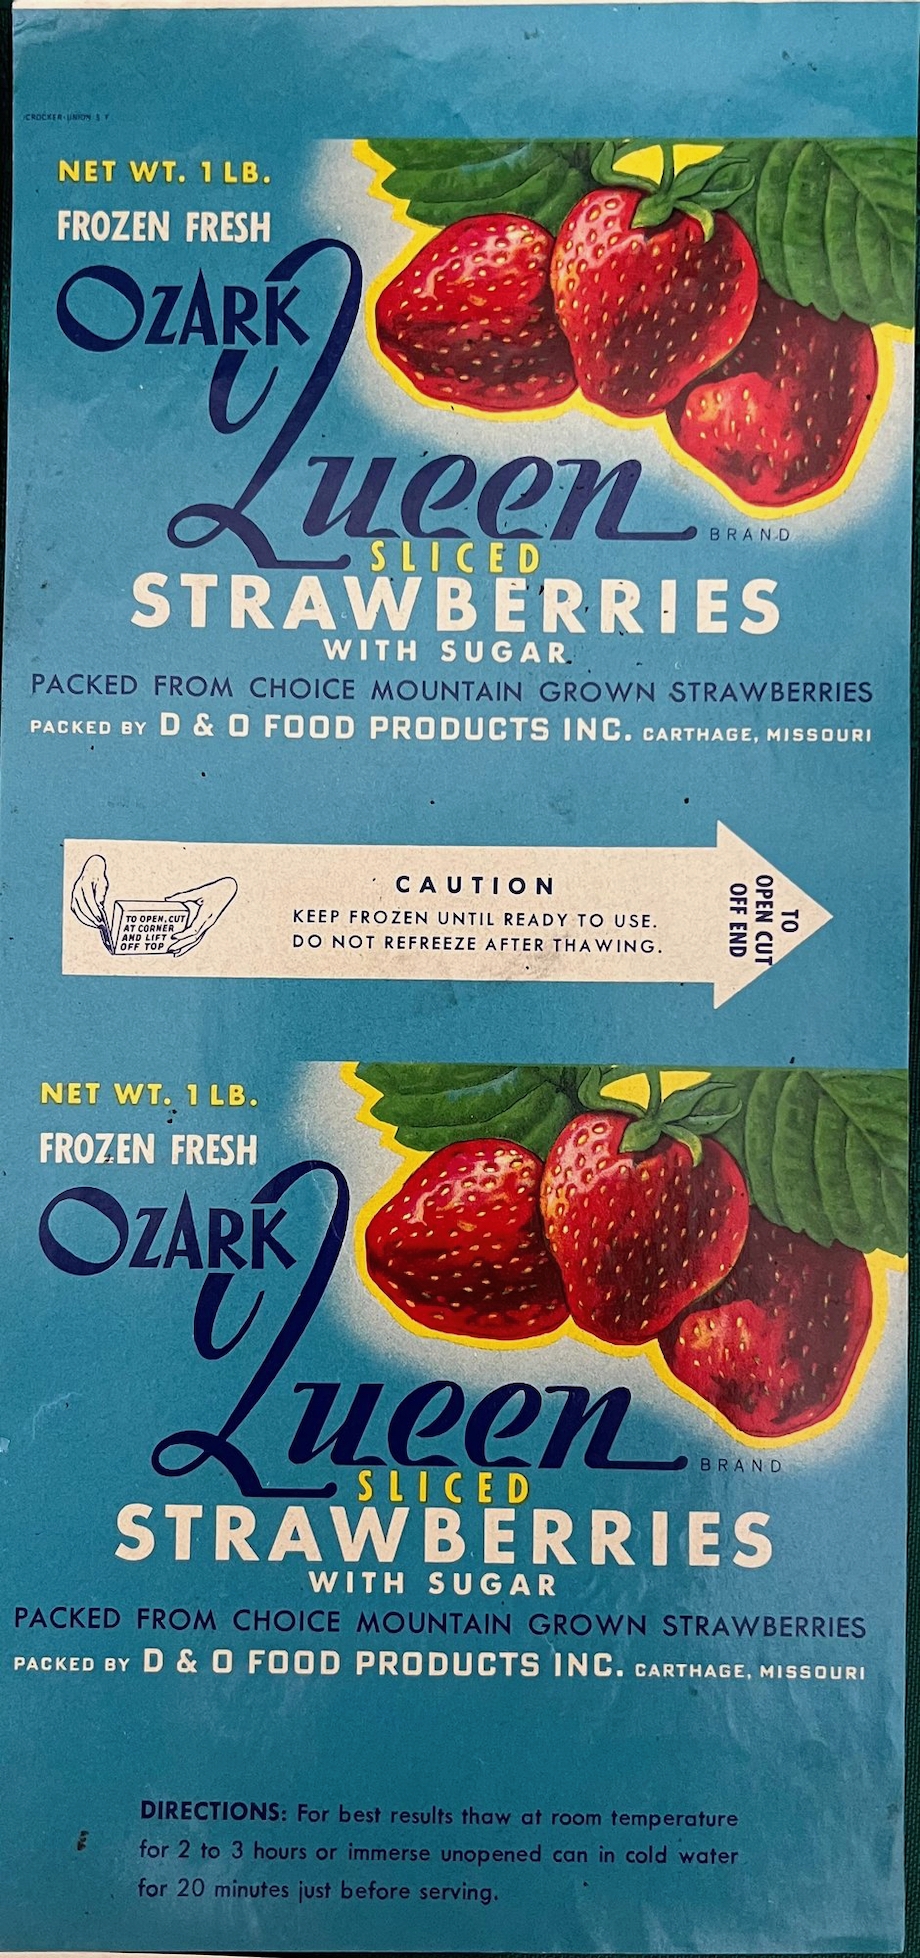 CROCKER-UNION S F
NET WT. 1 LB.
FROZEN FRESH
OZARK
Queen
BRAND
SLICED
STRAWBERRIES
WITH SUGAR
PACKED FROM CHOICE MOUNTAIN GROWN STRAWBERRIES
PACKED BY D & O FOOD PRODUCTS INC. CARTHAGE, MISSOURI
TO OPEN, CUT
AT CORNER
AND LIFT
OFF TOP
CAUTION
KEEP FROZEN UNTIL READY TO USE.
DO NOT REFREEZE AFTER THAWING.
TO
OPEN CUT
OFF END
NET WT. 1 LB.
FROZEN FRESH
OZARK
Queen
BRAND
SLICED
STRAWBERRIES
WITH SUGAR
PACKED FROM CHOICE MOUNTAIN GROWN STRAWBERRIES
PACKED BY D & O FOOD PRODUCTS INC. CARTHAGE, MISSOURI
DIRECTIONS: For best results thaw at room temperature
for 2 to 3 hours or immerse unopened can in cold water
for 20 minutes just before serving.